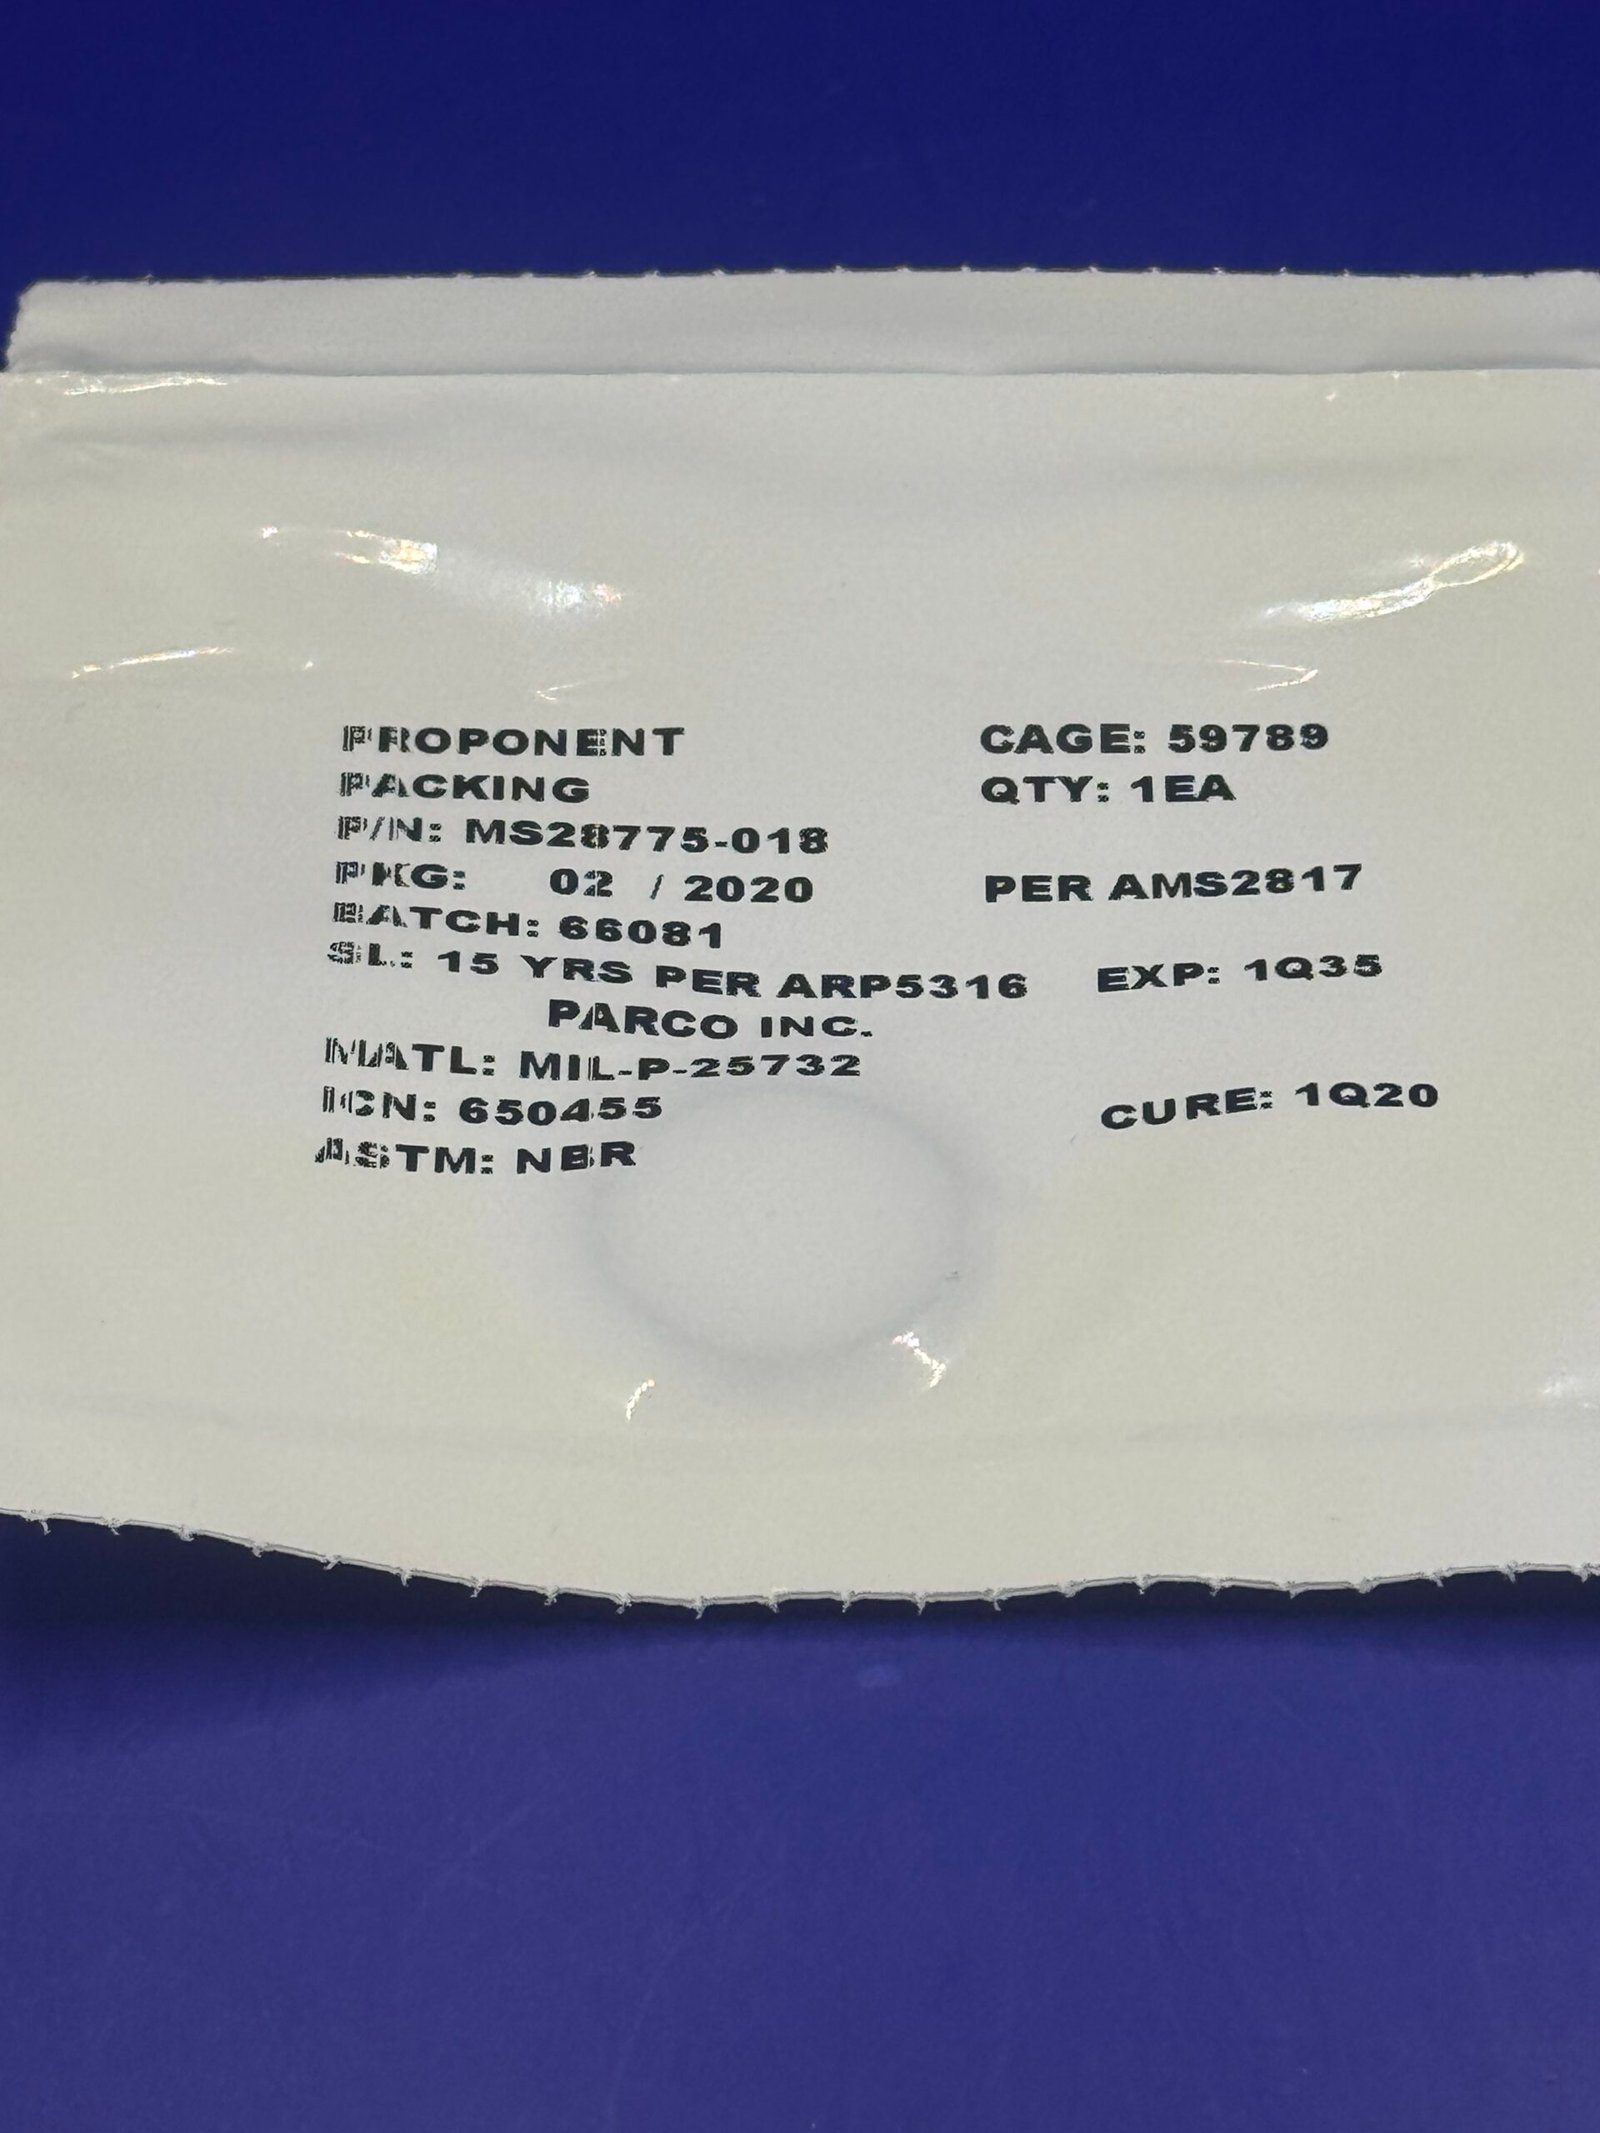 PROPONENT CAGE: 59789
PACKING QTY: 1EA
P/N: MS28775-018
PKG: 02 / 2020 PER AMS2817
BATCH: 66081
SL: 15 YRS PER ARP5316 EXP: 1Q35
PARCO INC.
MATL: MIL-P-25732
ICN: 650455 CURE: 1Q20
ASTM: NBR